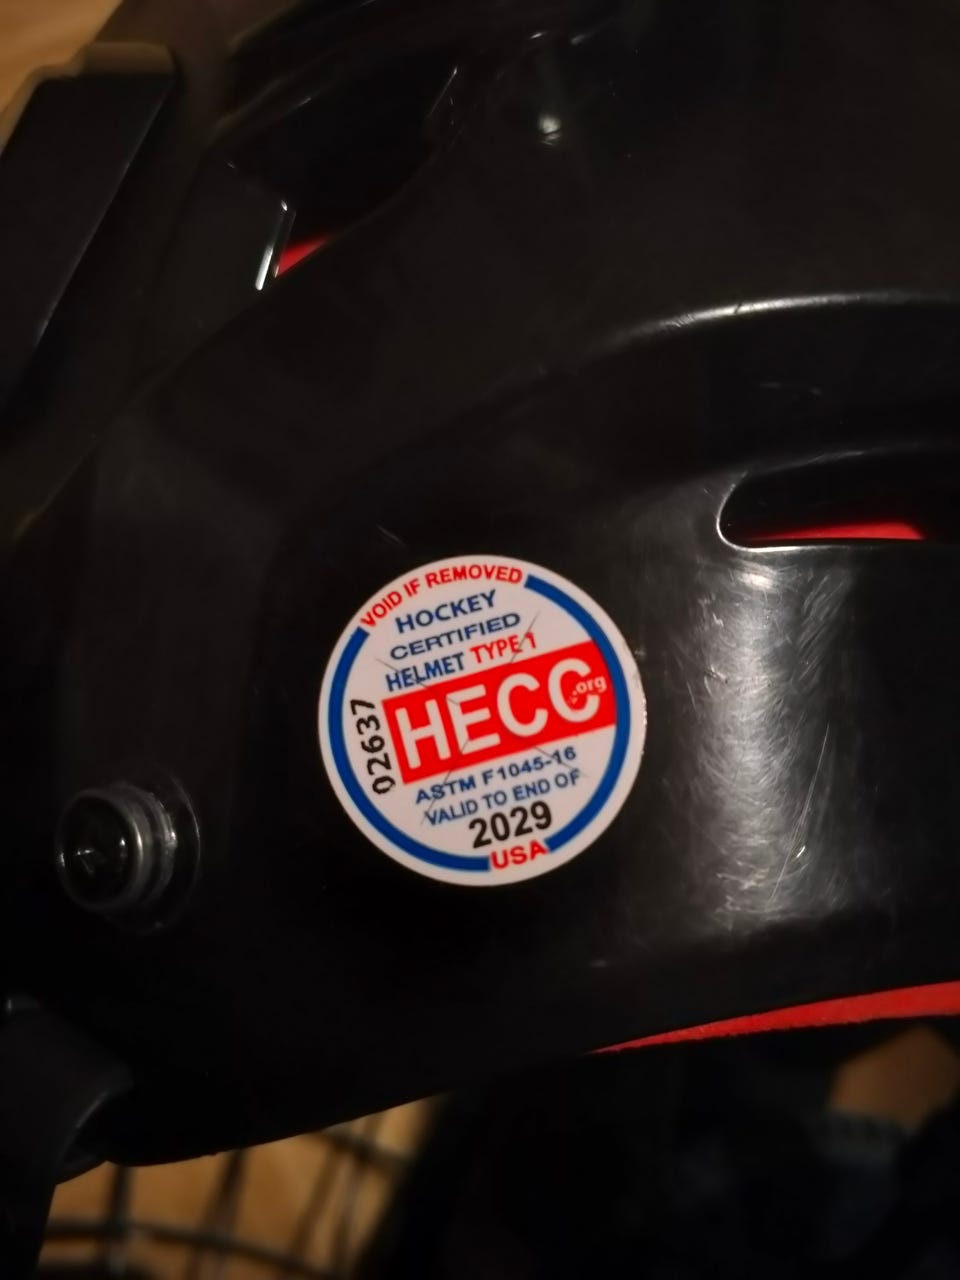 VOID IF REMOVED
HOCKEY
CERTIFIED
HELMET TYPE 1
HECC.org
02637
ASTM F1045-16
VALID TO END OF
2029
USA